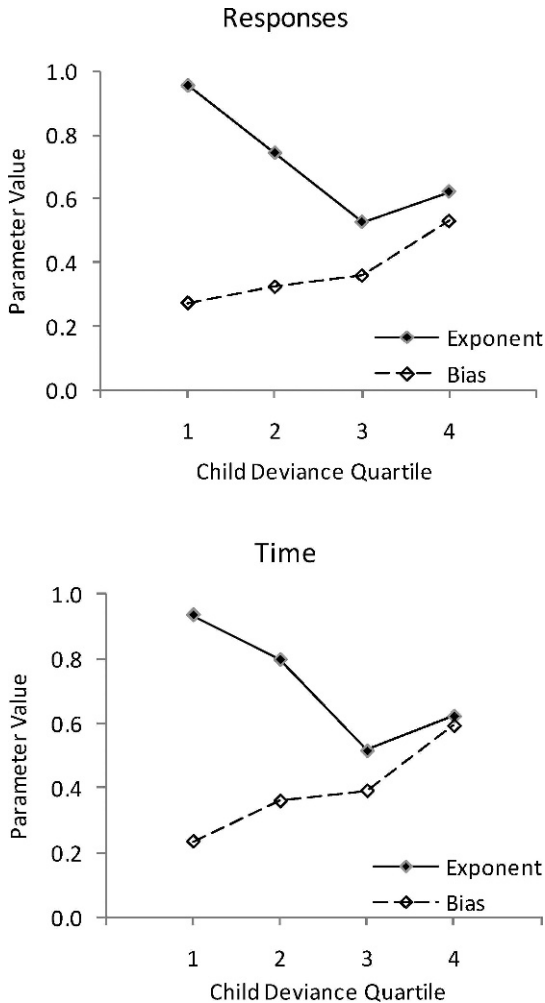 Responses
1.0
0.8
0.6
0.4
0.2
0.0
Parameter Value
Exponent
Bias
1 2 3 4
Child Deviance Quartile
Time
1.0
0.8
0.6
0.4
0.2
0.0
Parameter Value
Exponent
Bias
1 2 3 4
Child Deviance Quartile